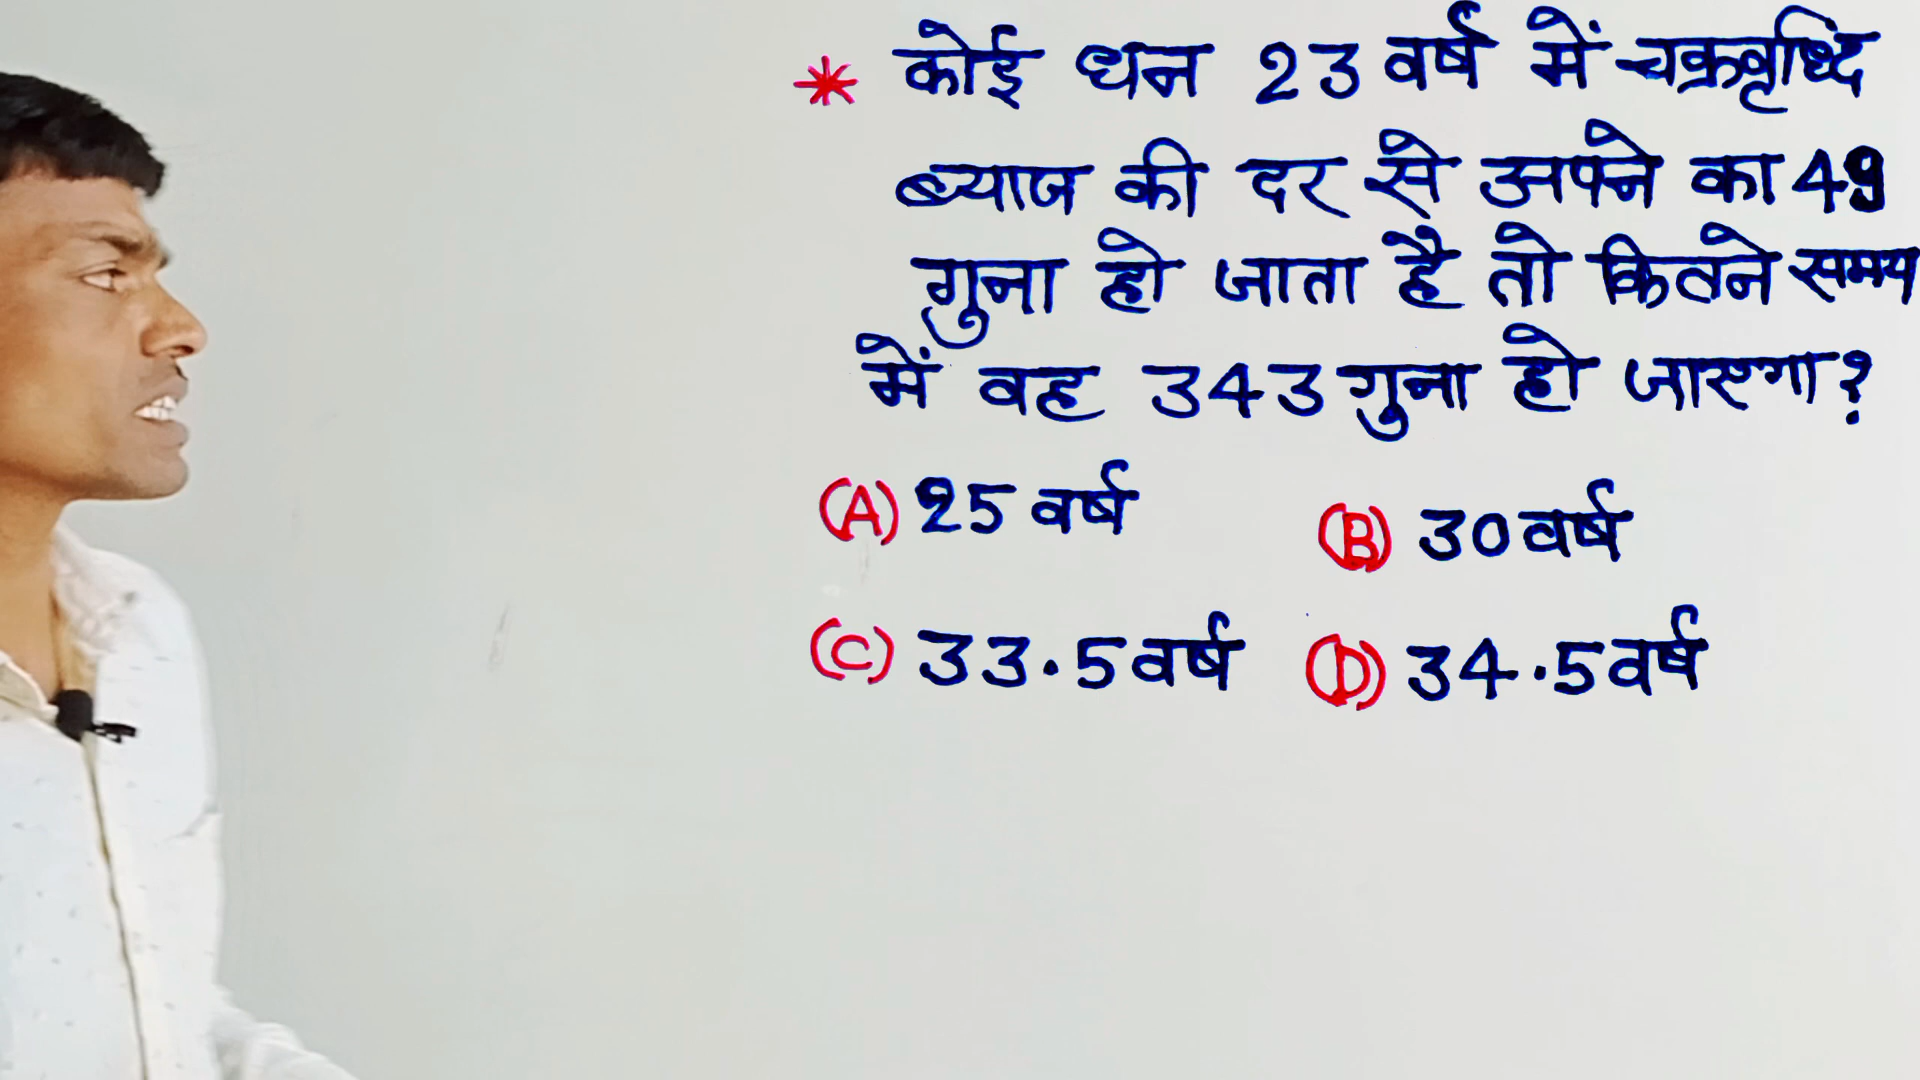 * कोई धन 23 वर्ष में चक्रवृध्दि
ब्याज की दर से अपने का 49
गुना हो जाता है तो कितने समय
में वह 343 गुना हो जाएगा?
(A) 25 वर्ष (B) 30 वर्ष
(C) 33.5 वर्ष (D) 34.5 वर्ष